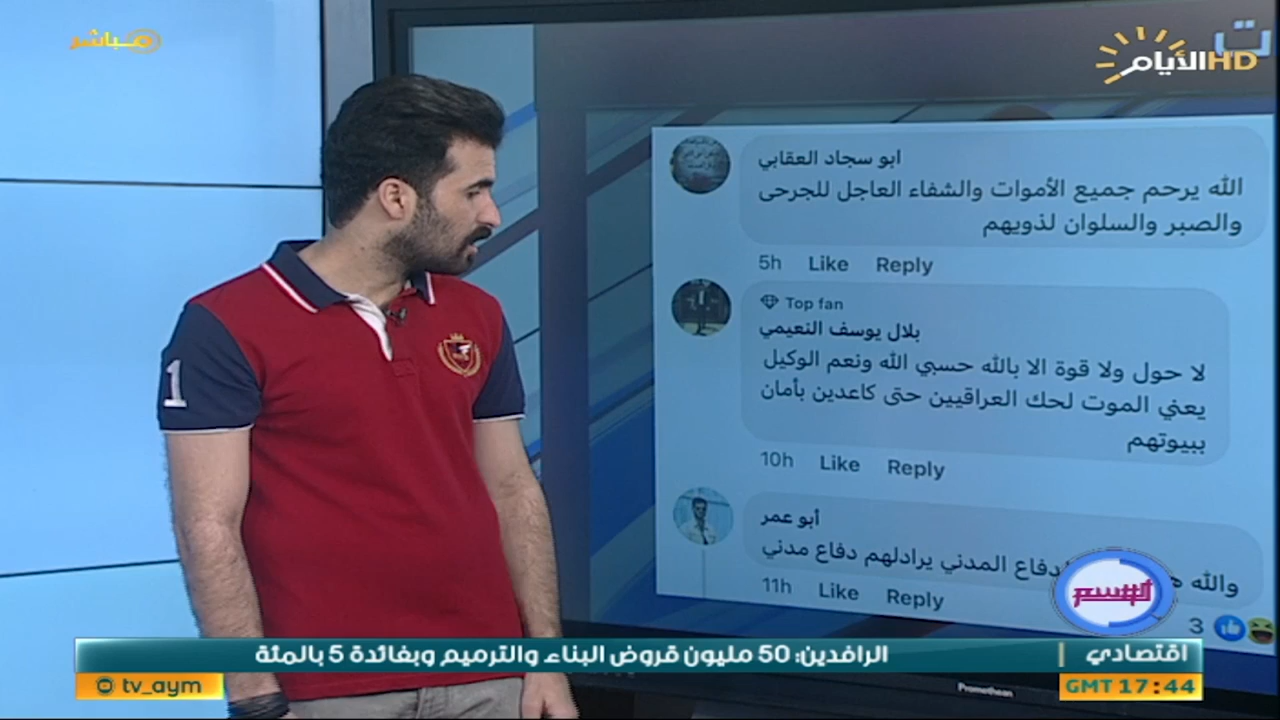 مباشر
ت
الأيام HD
ابو سجاد العقابي
الله يرحم جميع الأموات والشفاء العاجل للجرحى
والصبر والسلوان لذويهم
5h Like Reply
Top fan
بلال يوسف النعيمي
لا حول ولا قوة الا بالله حسبي الله ونعم الوكيل
يعني الموت لحك العراقيين حتى كاعدين بأمان
ببيوتهم
10h Like Reply
أبو عمر
والله لدفاع المدني يرادلهم دفاع مدني
11h Like Reply
3
1
الوسم
اقتصادي
الرافدين: 50 مليون قروض البناء والترميم وبفائدة 5 بالمئة
tv_aym
GMT 17:44
Promethean